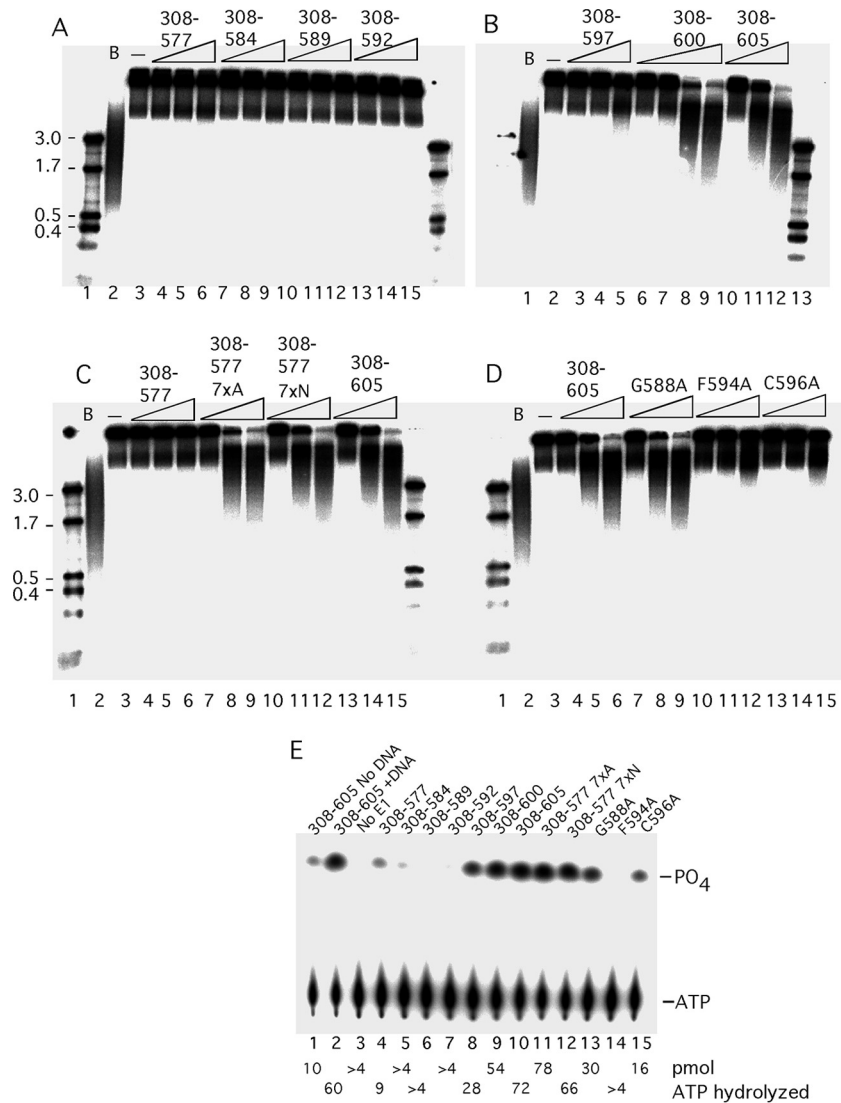 A
308-
577
308-
584
308-
589
308-
592
B –
3.0
1.7
0.5
0.4
1 2 3 4 5 6 7 8 9 10 11 12 13 14 15
B
308-
597
308-
600
308-
605
B –
1 2 3 4 5 6 7 8 9 10 11 12 13
C
308-
577
308-
577
7xA
308-
577
7xN
308-
605
B –
3.0
1.7
0.5
0.4
1 2 3 4 5 6 7 8 9 10 11 12 13 14 15
D
308-
605
G588A F594A C596A
B –
1 2 3 4 5 6 7 8 9 10 11 12 13 14 15
E
308-605 No DNA
308-605 +DNA
No E1
308-577
308-584
308-589
308-592
308-597
308-600
308-605
308-577 7xA
308-577 7xN
G588A
F594A
C596A
–PO4
–ATP
1 2 3 4 5 6 7 8 9 10 11 12 13 14 15
10 >4 >4 >4 54 78 30 16 pmol
60 9 >4 28 72 66 >4 ATP hydrolyzed